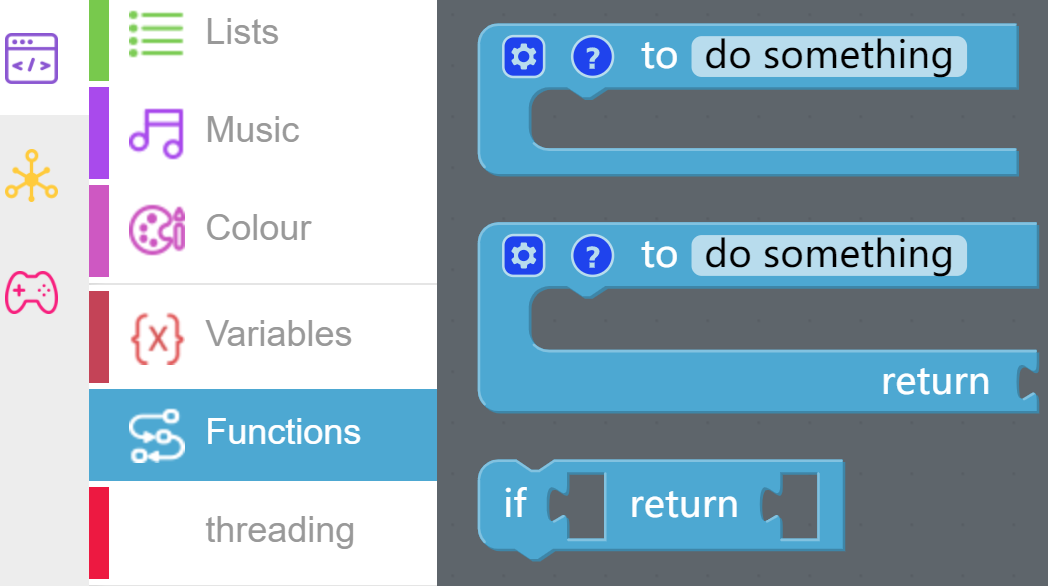 Lists
Music
Colour
{x} Variables
Functions
threading
</>
? to do something
? to do something
return
if return